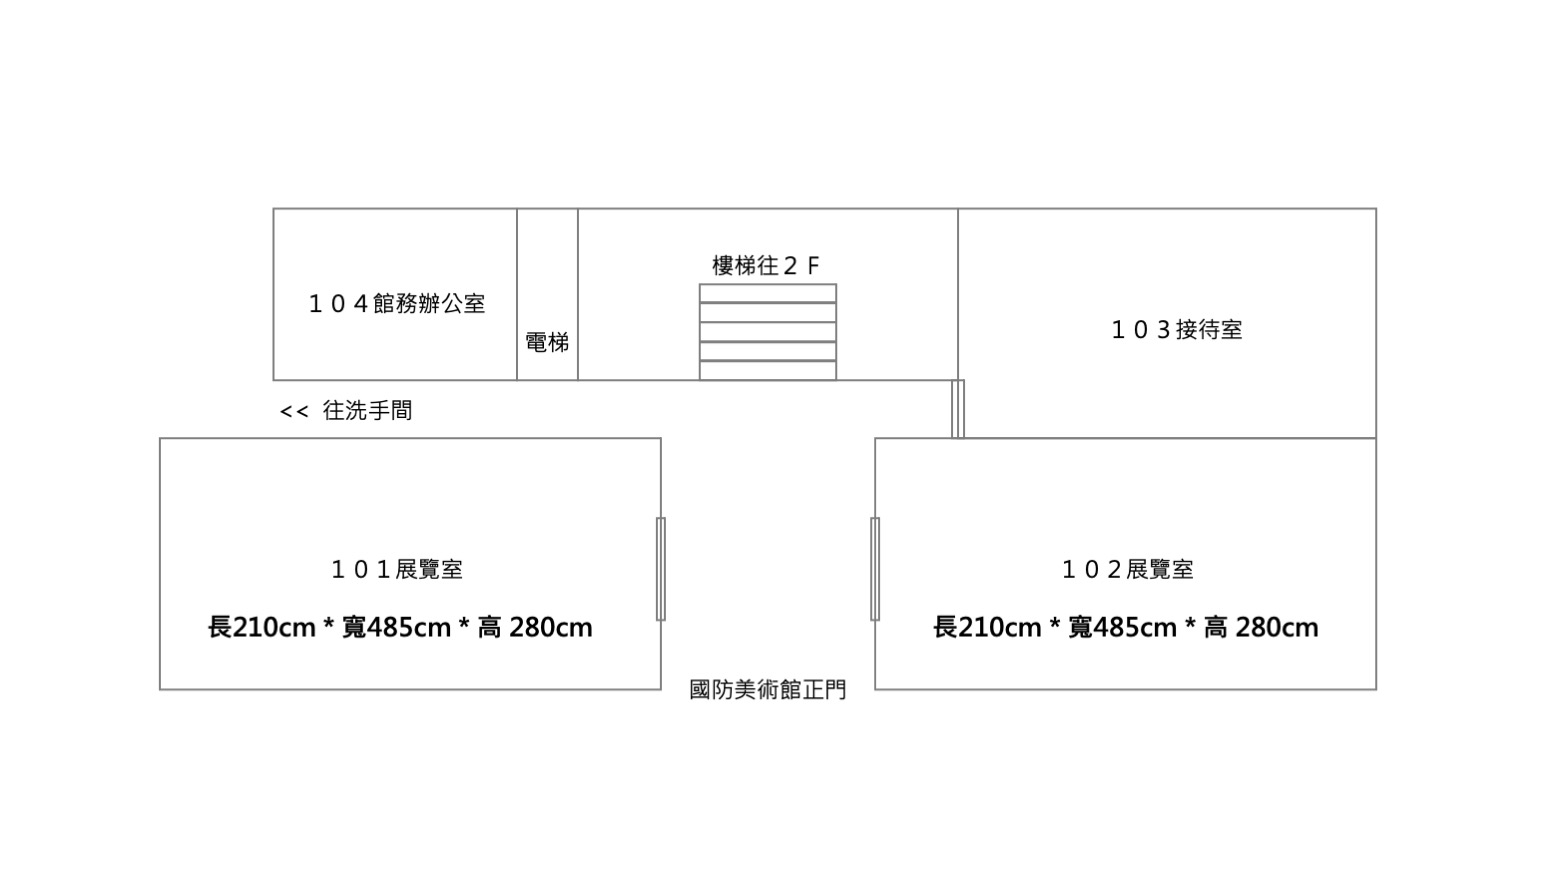 樓梯往２Ｆ
１０４館務辦公室
電梯
１０３接待室
<< 往洗手間
１０１展覽室
長210cm * 寬485cm * 高 280cm
１０２展覽室
長210cm * 寬485cm * 高 280cm
國防美術館正門